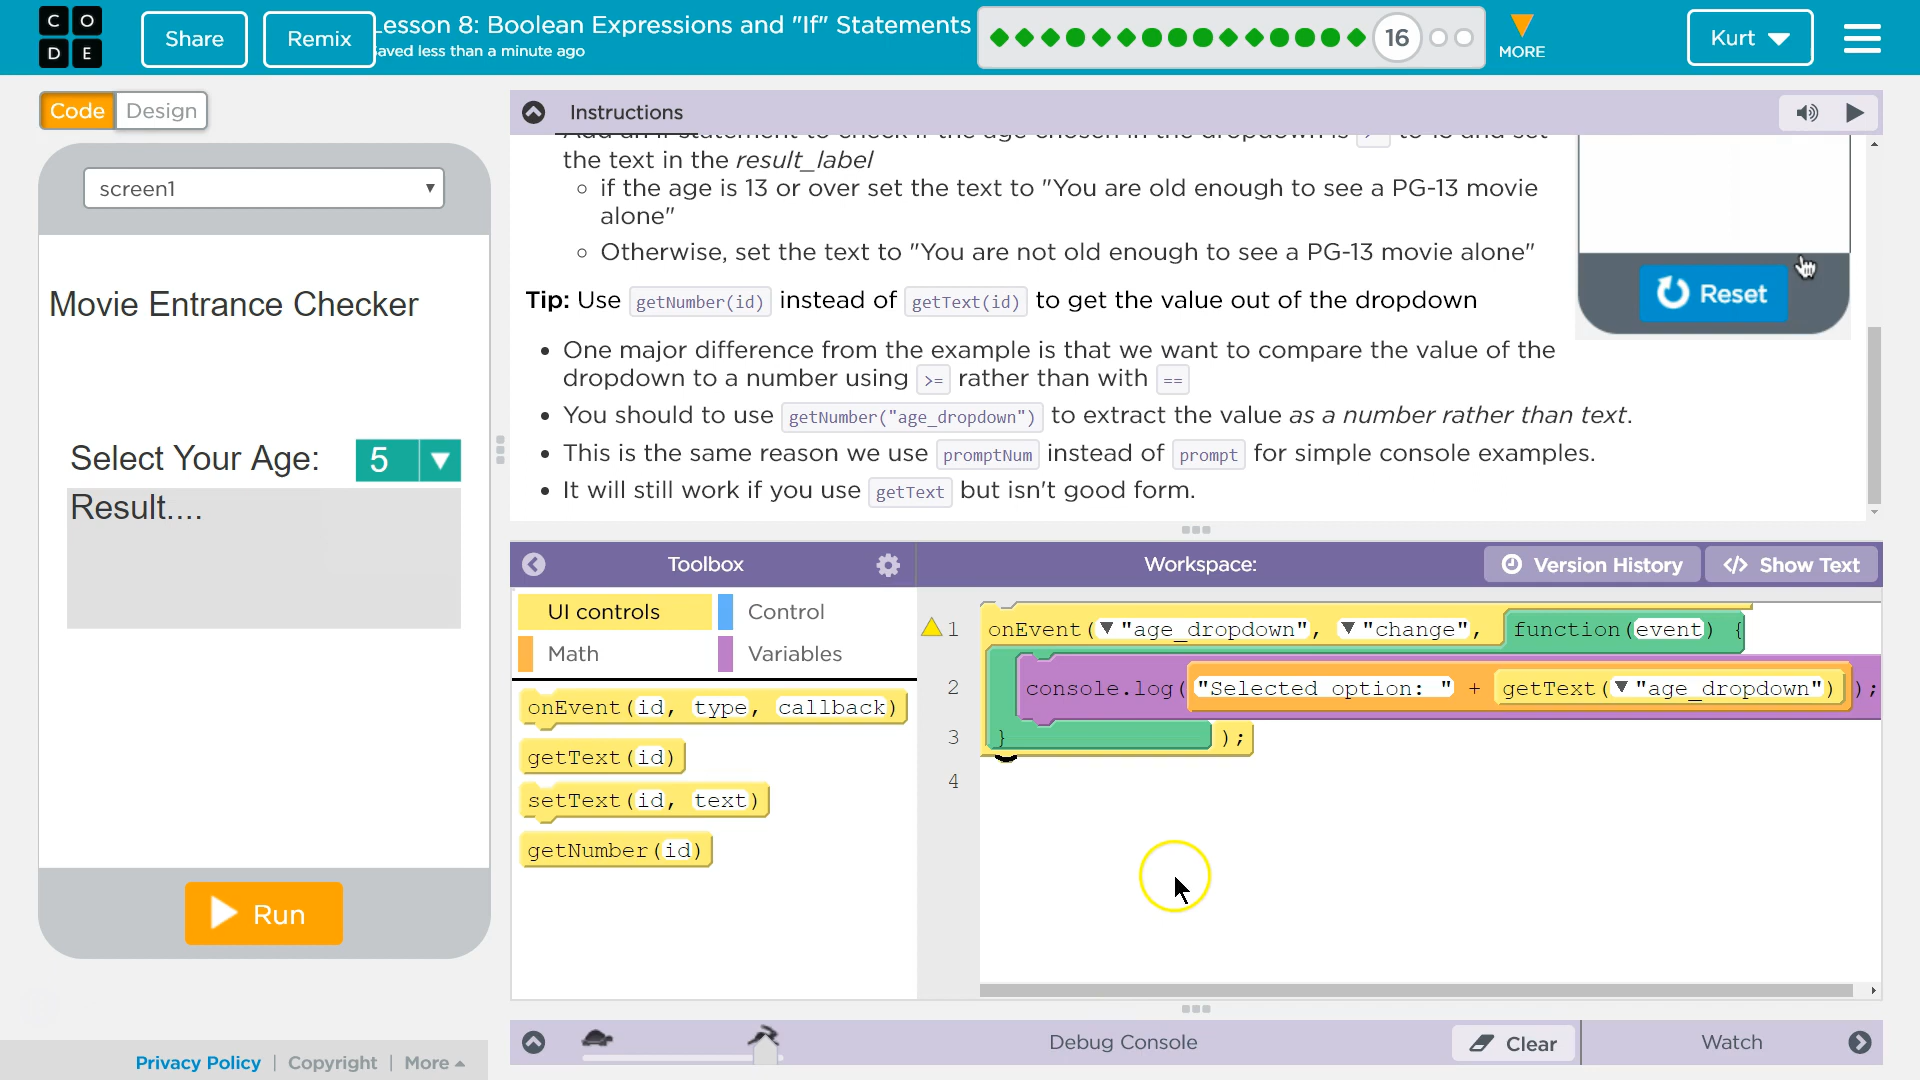 CODE
Share
Remix
Lesson 8: Boolean Expressions and "If" Statements
saved less than a minute ago
16
MORE
Kurt
Code
Design
Instructions
screen1
Movie Entrance Checker
Select Your Age:
5
Result....
Run
the text in the result_label
if the age is 13 or over set the text to "You are old enough to see a PG-13 movie
alone"
Otherwise, set the text to "You are not old enough to see a PG-13 movie alone"
Tip: Use getNumber(id) instead of getText(id) to get the value out of the dropdown
One major difference from the example is that we want to compare the value of the
dropdown to a number using >= rather than with ==
You should to use getNumber("age_dropdown") to extract the value as a number rather than text.
This is the same reason we use promptNum instead of prompt for simple console examples.
It will still work if you use getText but isn't good form.
Reset
Toolbox
Workspace:
Version History
</> Show Text
UI controls
Control
Math
Variables
onEvent(id, type, callback)
getText(id)
setText(id, text)
getNumber(id)
1 onEvent("age_dropdown", "change", function(event) {
2 console.log("Selected option: " + getText("age_dropdown"));
3 });
4
Debug Console
Clear
Watch
Privacy Policy | Copyright | More